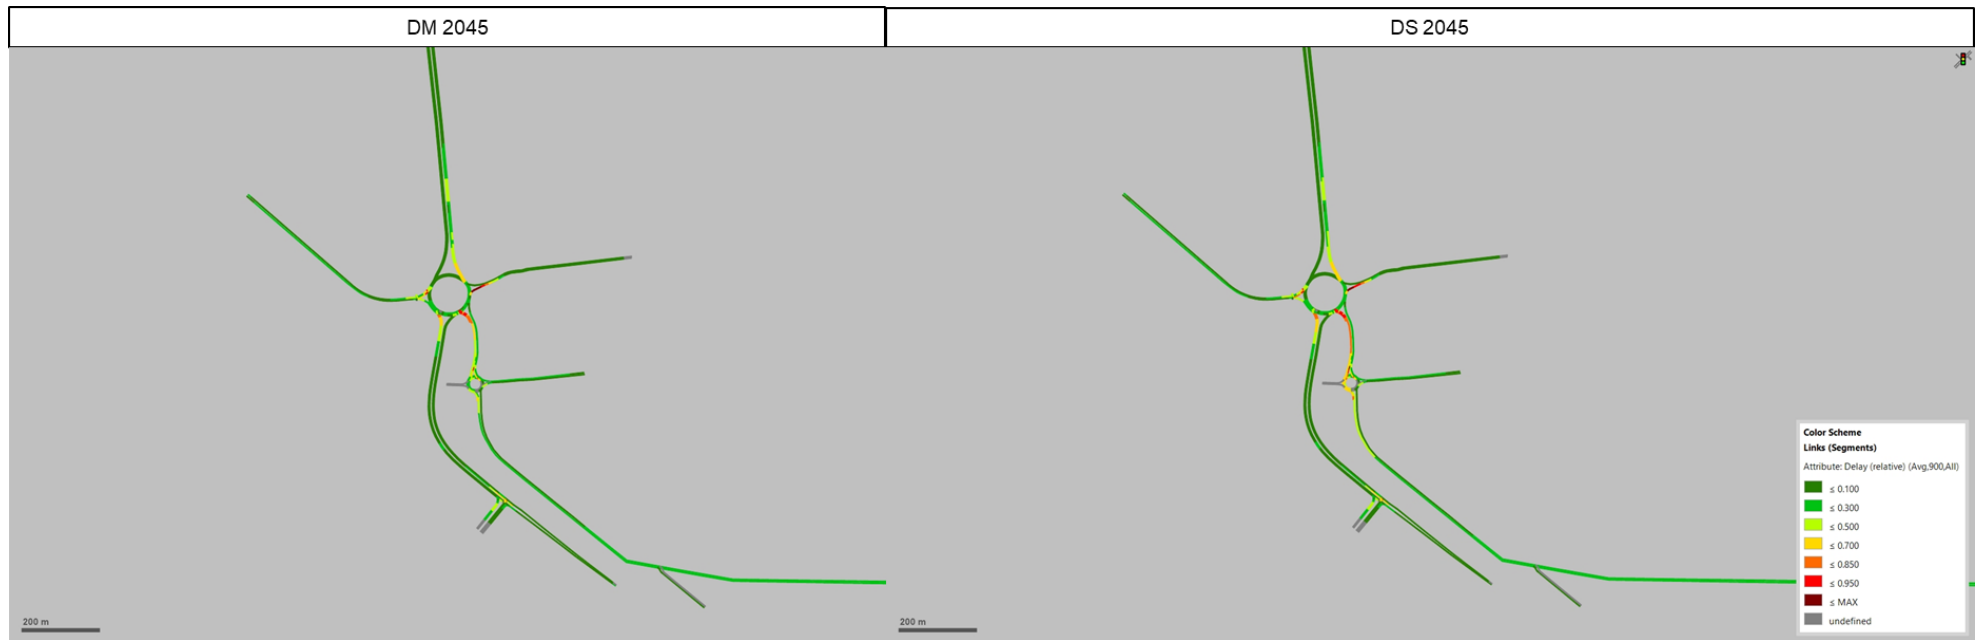 DM 2045
DS 2045
Color Scheme
Links (Segments)
Attribute: Delay (relative) (Avg,900,All)
≤ 0.100
≤ 0.300
≤ 0.500
≤ 0.700
≤ 0.850
≤ 0.950
≤ MAX
undefined
200 m
200 m